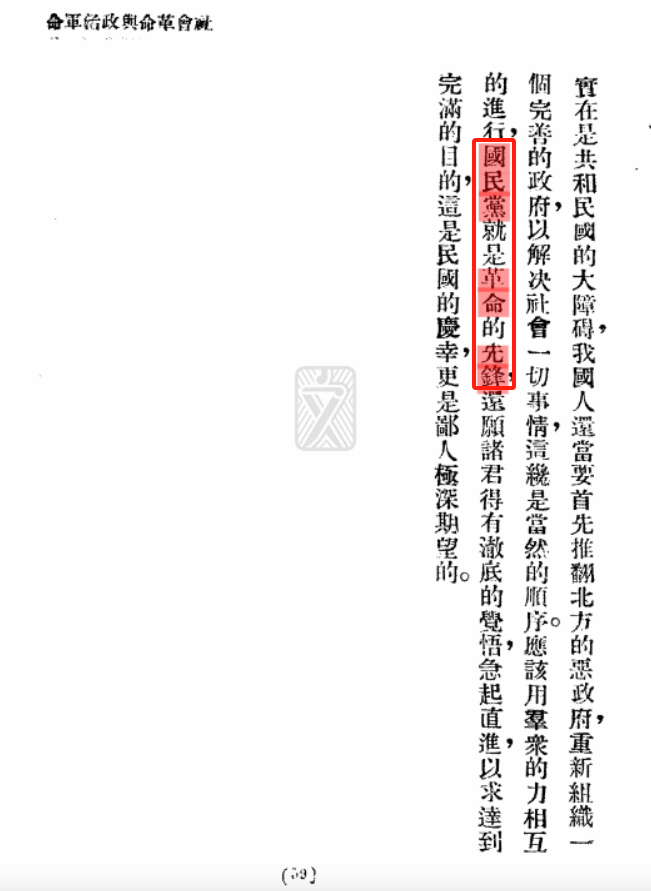 命軍治政與命革會社
實在是共和民國的大障碍，我國人還當要首先推翻北方的惡政府，重新組織一
個完善的政府，以解决社會一切事情，這纔是當然的順序。應該用羣衆的力相互
的進行，國民黨就是革命的先鋒，還願諸君得有澈底的覺悟，急起直進，以求達到
完滿的目的，這是民國的慶幸，更是鄙人極深期望的。
(59)